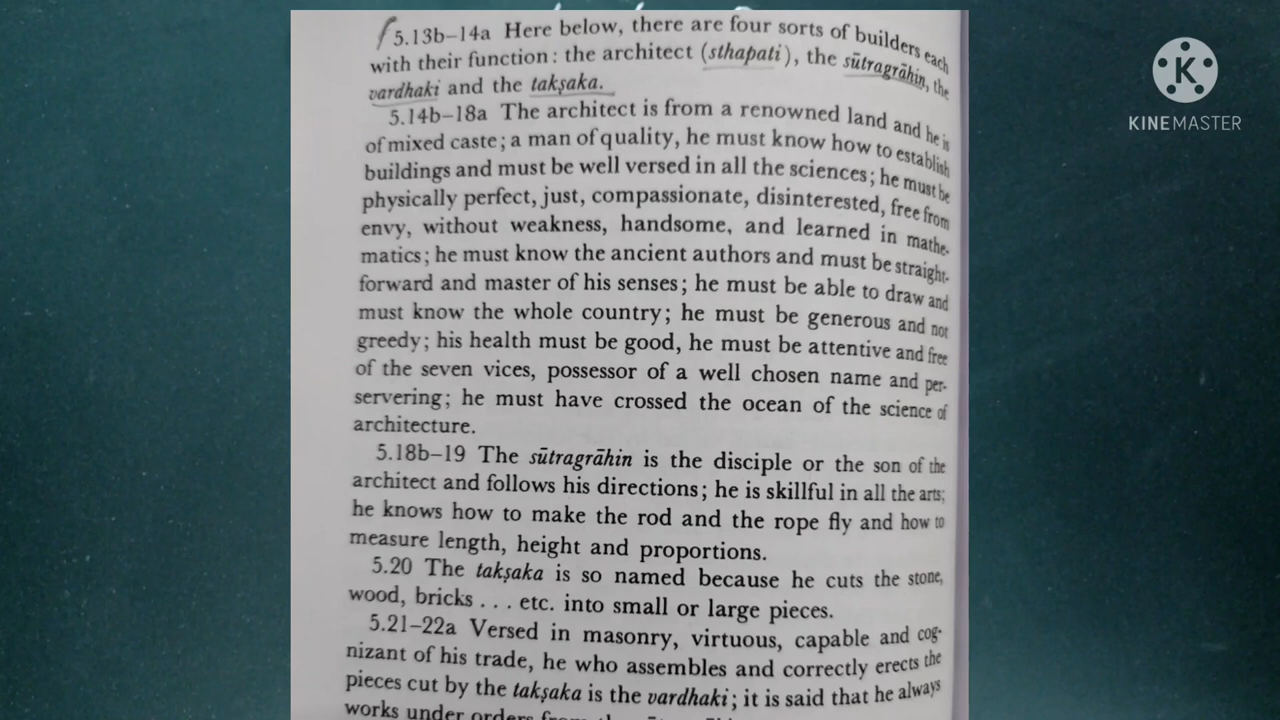 5.13b–14a Here below, there are four sorts of builders each
with their function : the architect (sthapati), the sūtragrāhin, the
vardhaki and the takṣaka.
5.14b–18a The architect is from a renowned land and he is
of mixed caste; a man of quality, he must know how to establish
buildings and must be well versed in all the sciences; he must be
physically perfect, just, compassionate, disinterested, free from
envy, without weakness, handsome, and learned in mathe-
matics; he must know the ancient authors and must be straight-
forward and master of his senses; he must be able to draw and
must know the whole country; he must be generous and not
greedy; his health must be good, he must be attentive and free
of the seven vices, possessor of a well chosen name and per-
servering; he must have crossed the ocean of the science of
architecture.
5.18b–19 The sūtragrāhin is the disciple or the son of the
architect and follows his directions; he is skillful in all the arts;
he knows how to make the rod and the rope fly and how to
measure length, height and proportions.
5.20 The takṣaka is so named because he cuts the stone,
wood, bricks . . . etc. into small or large pieces.
5.21–22a Versed in masonry, virtuous, capable and cog-
nizant of his trade, he who assembles and correctly erects the
pieces cut by the takṣaka is the vardhaki; it is said that he always
works under orders from the
K
KINEMASTER